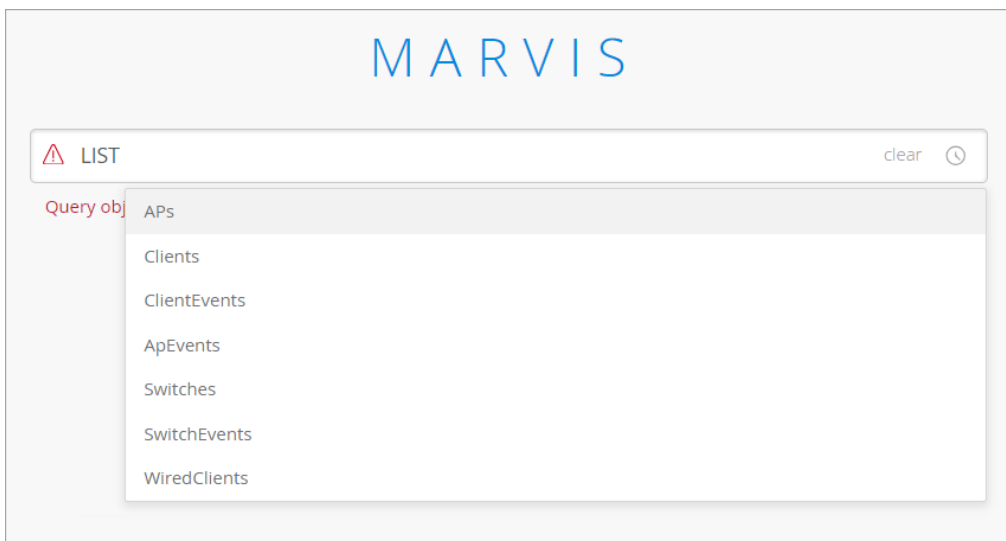 MARVIS
LIST clear
Query obj
APs
Clients
ClientEvents
ApEvents
Switches
SwitchEvents
WiredClients